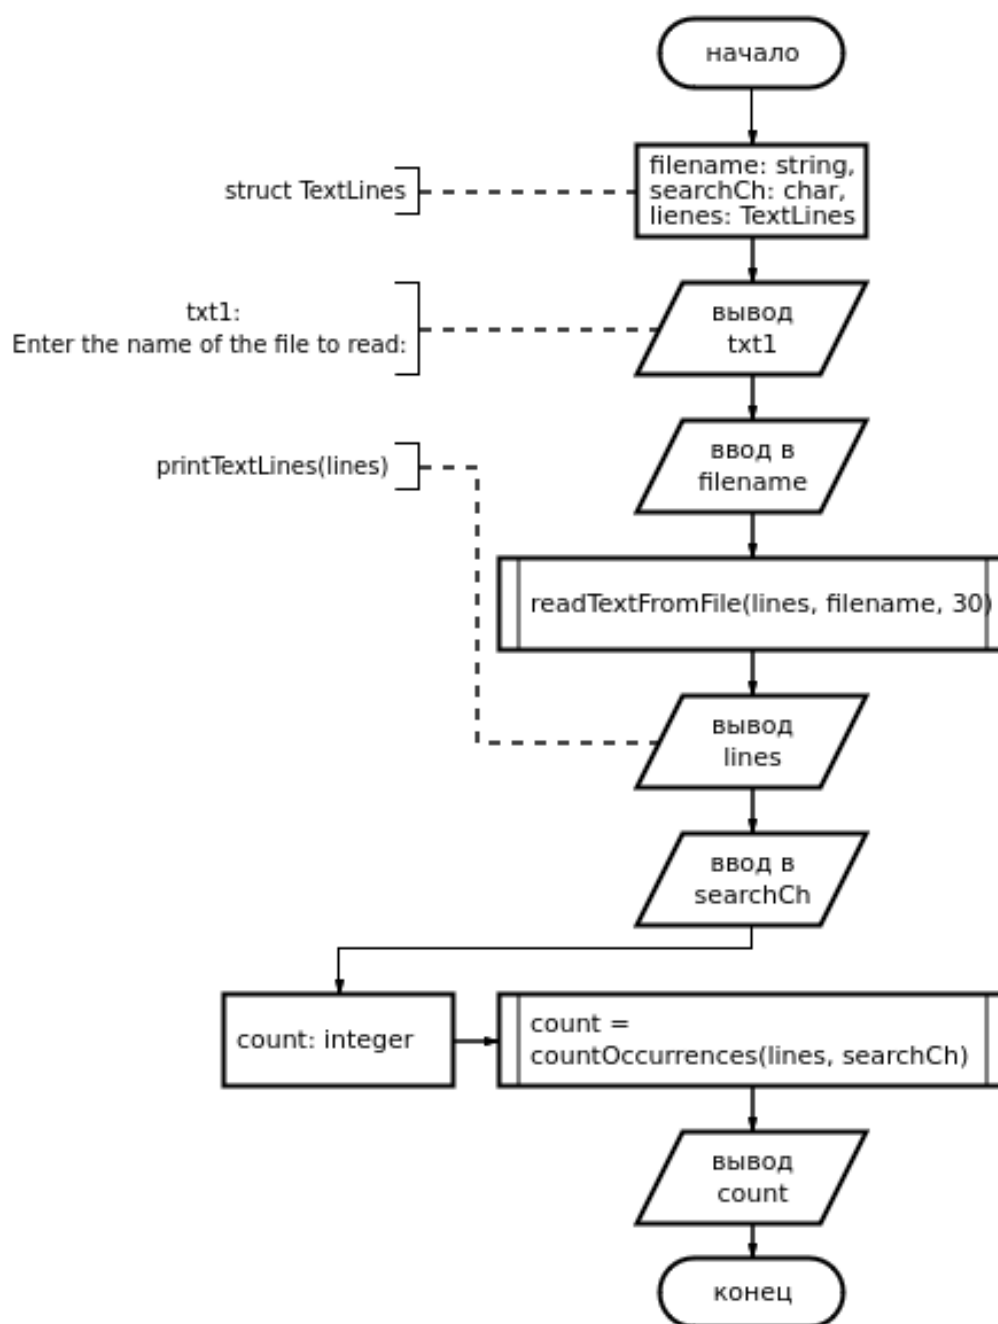 начало
struct TextLines
filename: string,
searchCh: char,
lienes: TextLines
txt1:
Enter the name of the file to read:
вывод
txt1
printTextLines(lines)
ввод в
filename
readTextFromFile(lines, filename, 30)
вывод
lines
ввод в
searchCh
count: integer
count =
countOccurrences(lines, searchCh)
вывод
count
конец